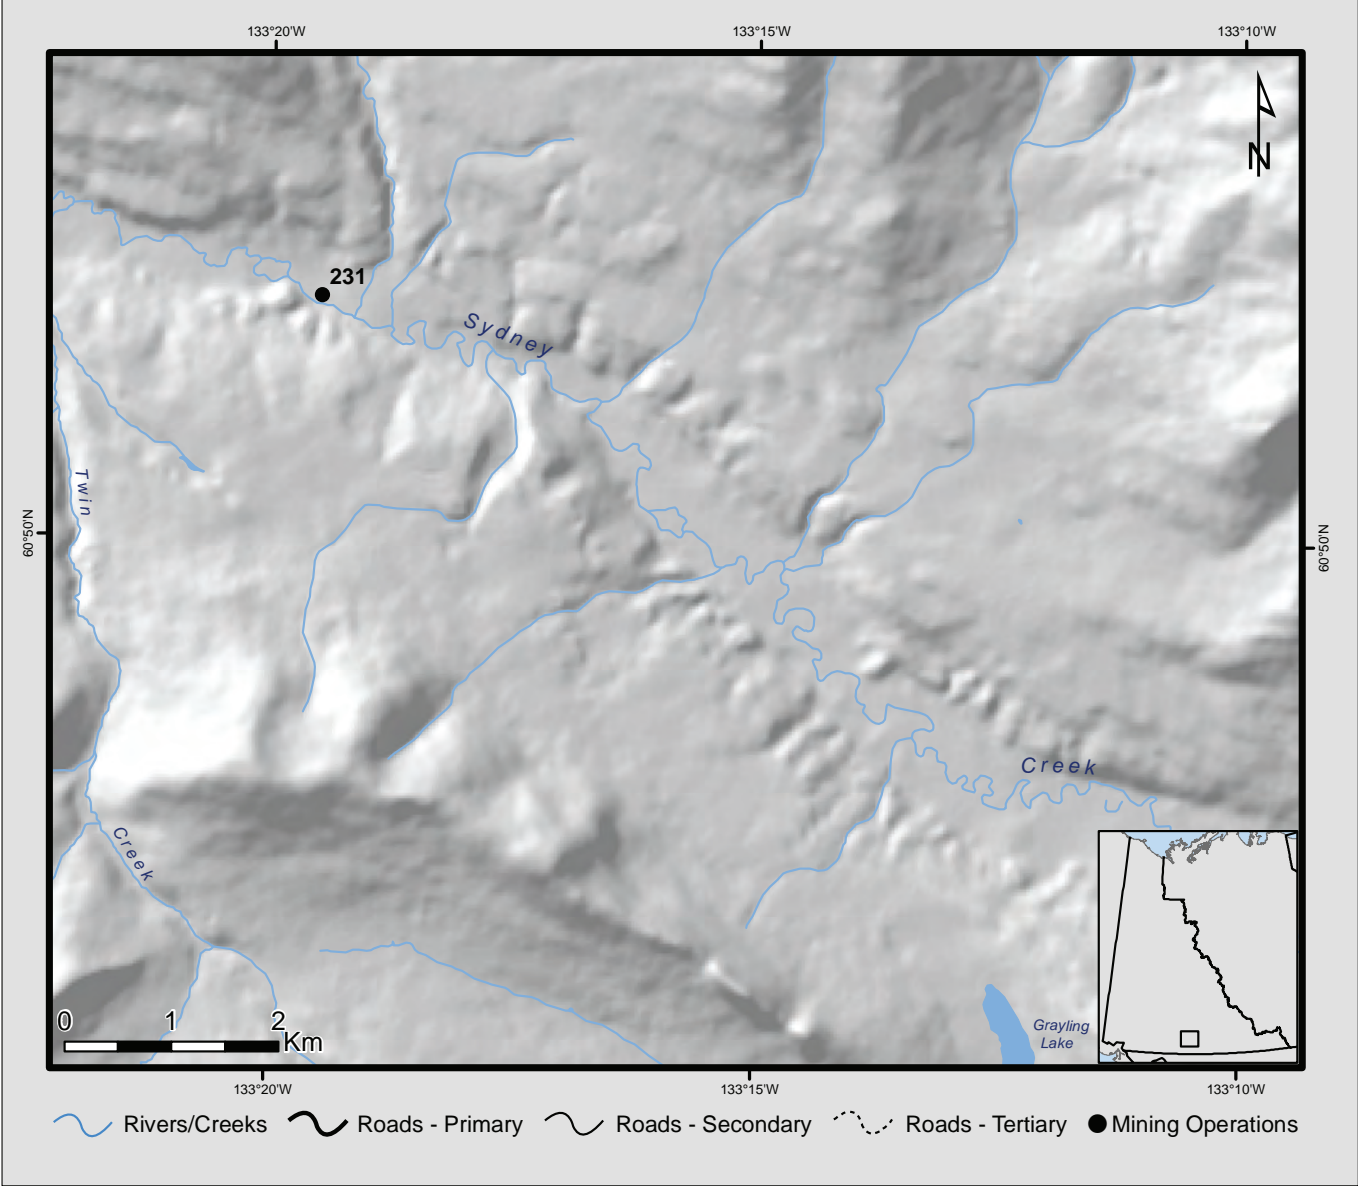 133°20'W 133°15'W 133°10'W
N
231
Sydney
Twin
60°50'N 60°50'N
Creek
Creek
0 1 2
Km
Grayling
Lake
133°20'W 133°15'W 133°10'W
Rivers/Creeks Roads - Primary Roads - Secondary Roads - Tertiary Mining Operations